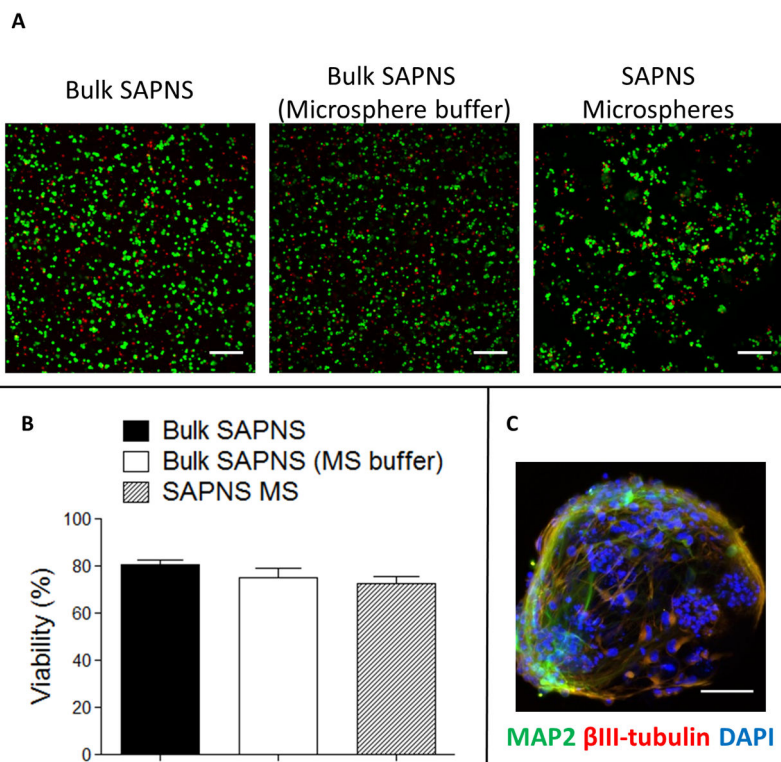 A
Bulk SAPNS
Bulk SAPNS
(Microsphere buffer)
SAPNS
Microspheres
B
Bulk SAPNS
Bulk SAPNS (MS buffer)
SAPNS MS
Viability (%)
100
80
60
40
20
0
C
MAP2 βIII-tubulin DAPI